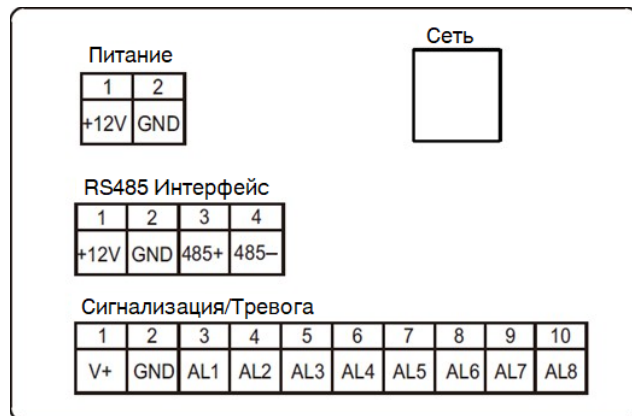 Питание
Сеть
1 2
+12V GND
RS485 Интерфейс
1 2 3 4
+12V GND 485+ 485–
Сигнализация/Тревога
1 2 3 4 5 6 7 8 9 10
V+ GND AL1 AL2 AL3 AL4 AL5 AL6 AL7 AL8